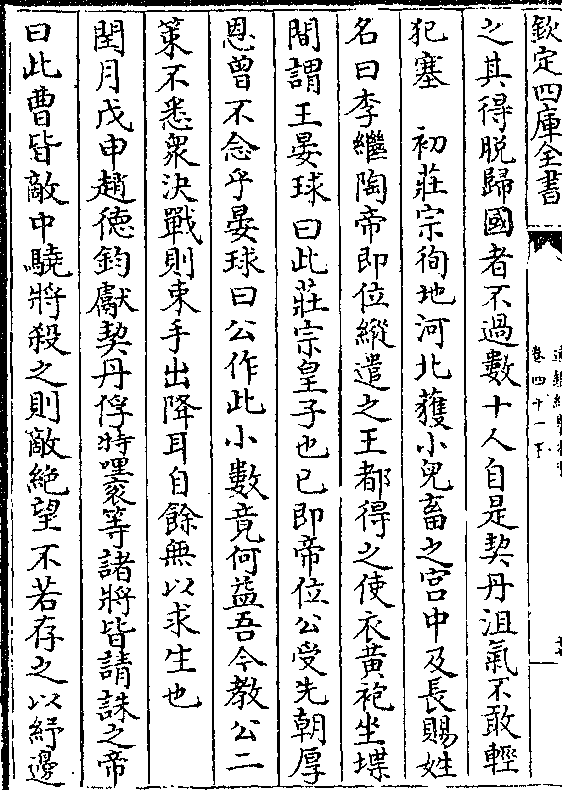 欽定四庫全書
卷四十一下
之其得脫歸國者不過數十人自是契丹沮氣不敢輕
犯塞 初莊宗徇地河北獲小兒畜之宮中及長賜姓
名曰李繼陶帝即位縱遣之王都得之使衣黃袍坐堞
間謂王晏球曰此莊宗皇子也已即帝位公受先朝厚
恩曾不念乎晏球曰公作此小數竟何益吾今教公二
策不悉衆決戰則束手出降耳自餘無以求生也
閏月戊申趙德鈞獻契丹俘特哩衮等諸將皆請誅之帝
曰此曹皆敵中驍將殺之則敵絶望不若存之以紓邊